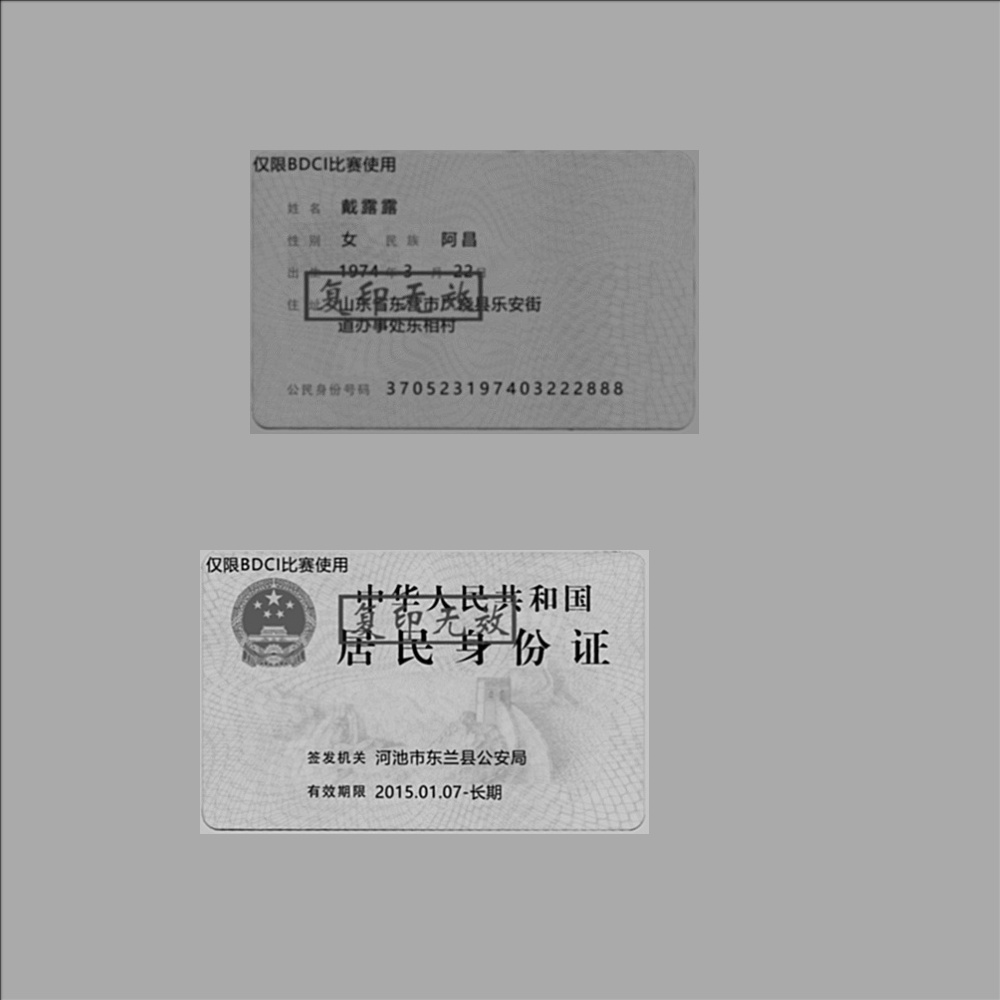 仅限BDCI比赛使用
姓名 戴露露
性别 女 民族 阿昌
出生 1974 年 3 月 22 日
住址 山东省东营市广饶县乐安街
复印无效
道办事处东相村
公民身份号码 370523197403222888
仅限BDCI比赛使用
中华人民共和国
复印无效
居民身份证
签发机关 河池市东兰县公安局
有效期限 2015.01.07-长期